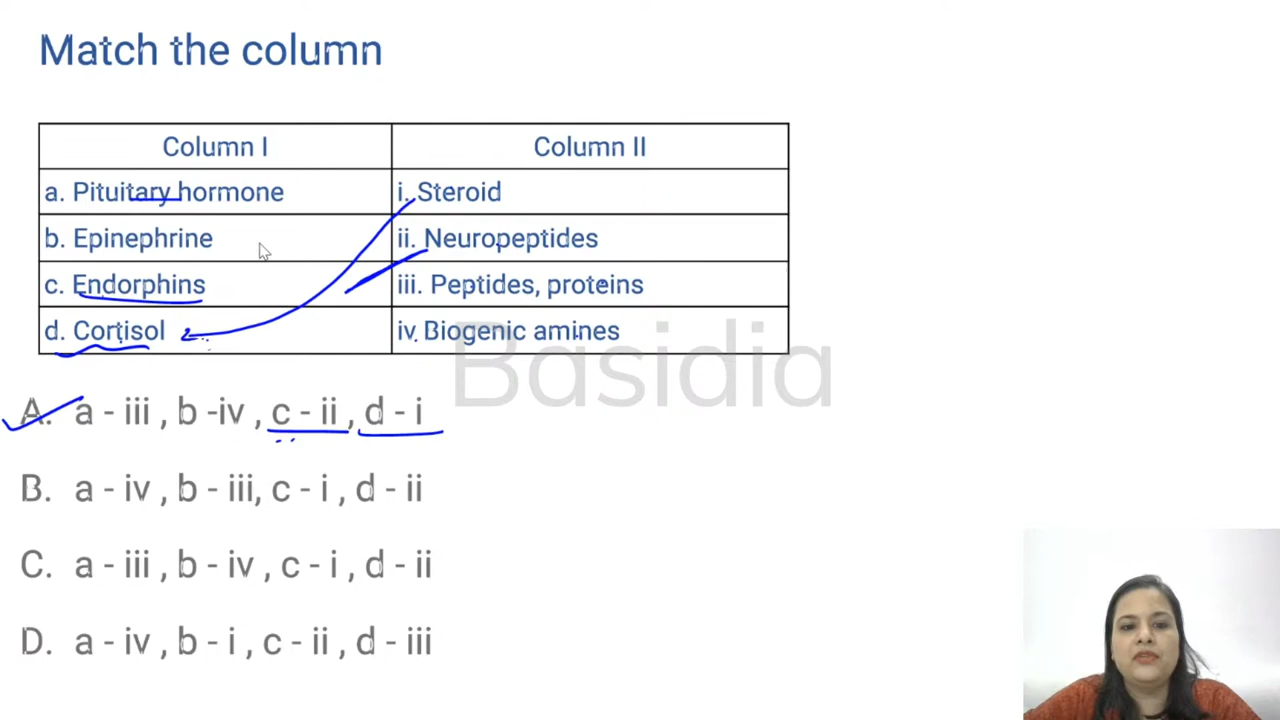 Match the column
Column I Column II
a. Pituitary hormone i. Steroid
b. Epinephrine ii. Neuropeptides
c. Endorphins iii. Peptides, proteins
d. Cortisol iv. Biogenic amines
Basidia
A. a - iii , b -iv , c - ii , d - i
B. a - iv , b - iii, c - i , d - ii
C. a - iii , b - iv , c - i , d - ii
D. a - iv , b - i , c - ii , d - iii